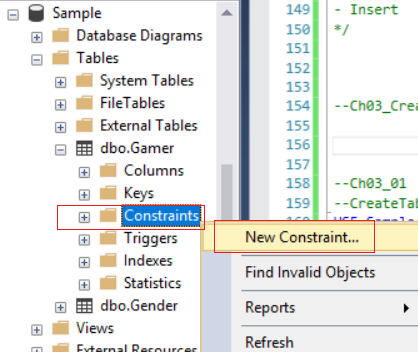 Sample
Database Diagrams
Tables
System Tables
FileTables
External Tables
dbo.Gamer
Columns
Keys
Constraints
Triggers
Indexes
Statistics
dbo.Gender
Views
External Resources
New Constraint...
Find Invalid Objects
Reports
Refresh
149 - Insert
150 */
151
152
153
154 --Ch03_Crea
155
156
157
158 --Ch03_01
159 --CreateTab